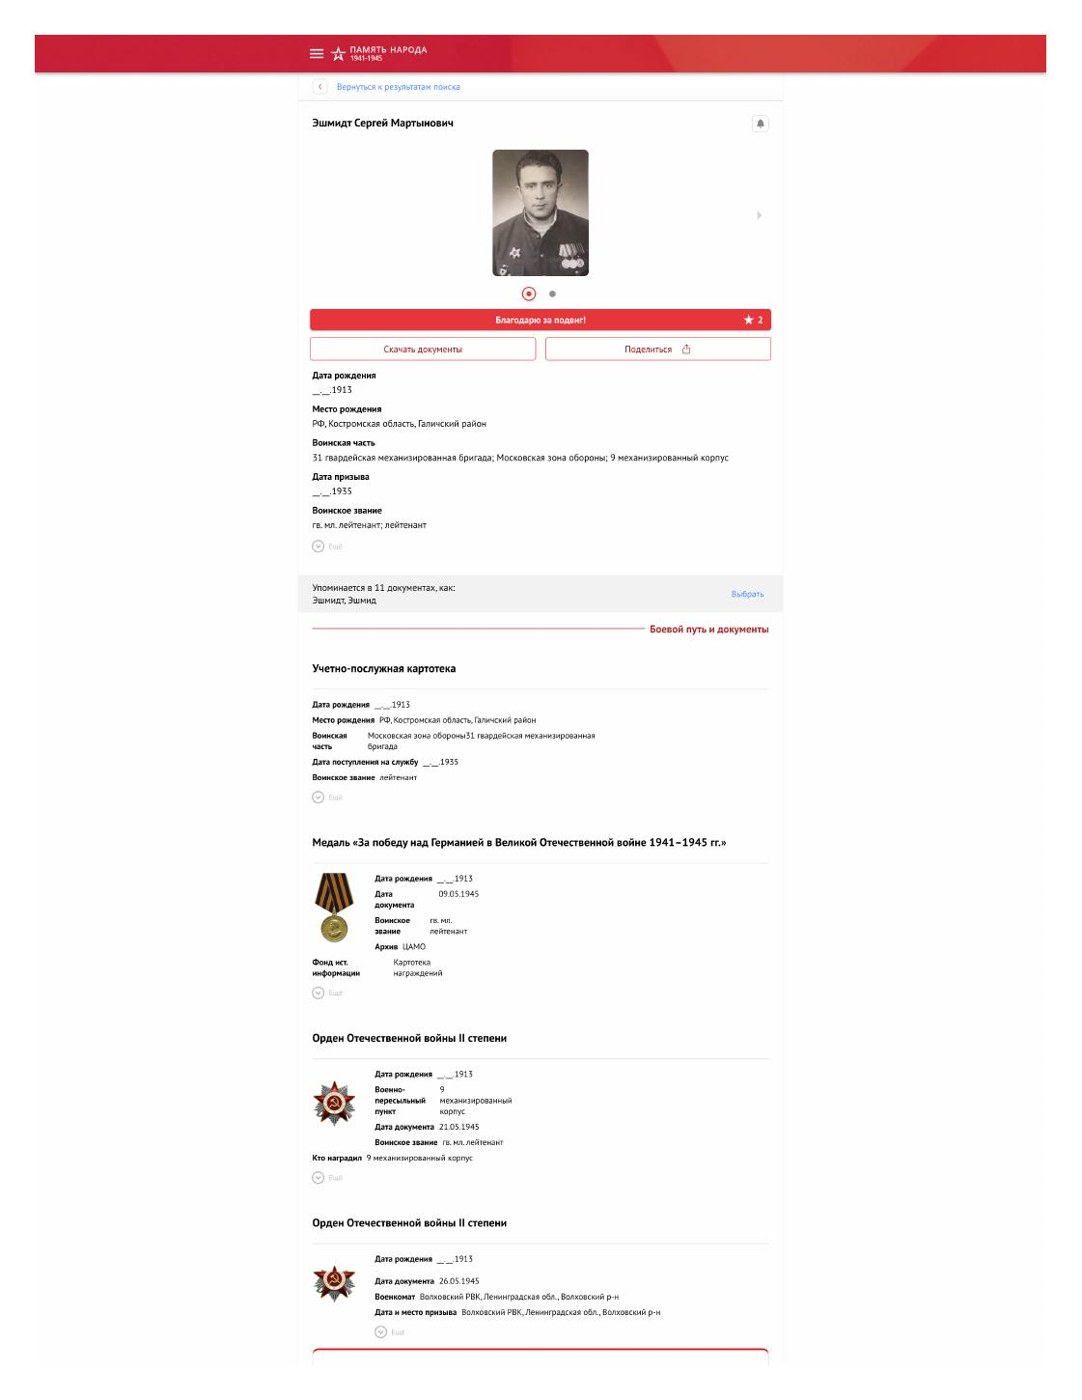 ПАМЯТЬ НАРОДА
1941-1945
Вернуться к результатам поиска
Эшмидт Сергей Мартынович
Благодарю за подвиг!
2
Скачать документы
Поделиться
Дата рождения
__.__.1913
Место рождения
РФ, Костромская область, Галичский район
Воинская часть
31 гвардейская механизированная бригада; Московская зона обороны; 9 механизированный корпус
Дата призыва
__.__.1935
Воинское звание
гв. мл. лейтенант; лейтенант
Ещё
Упоминается в 11 документах, как:
Эшмидт, Эшмид
Выбрать
Боевой путь и документы
Учетно-послужная картотека
Дата рождения __.__.1913
Место рождения РФ, Костромская область, Галичский район
Воинская Московская зона обороны31 гвардейская механизированная
часть бригада
Дата поступления на службу __.__.1935
Воинское звание лейтенант
Ещё
Медаль «За победу над Германией в Великой Отечественной войне 1941–1945 гг.»
Дата рождения __.__.1913
Дата 09.05.1945
документа
Воинское гв. мл.
звание лейтенант
Архив ЦАМО
Фонд ист. Картотека
информации награждений
Ещё
Орден Отечественной войны II степени
Дата рождения __.__.1913
Военно- 9
пересыльный механизированный
пункт корпус
Дата документа 21.05.1945
Воинское звание гв. мл. лейтенант
Кто наградил 9 механизированный корпус
Ещё
Орден Отечественной войны II степени
Дата рождения __.__.1913
Дата документа 26.05.1945
Военкомат Волховский РВК, Ленинградская обл., Волховский р-н
Дата и место призыва Волховский РВК, Ленинградская обл., Волховский р-н
Ещё